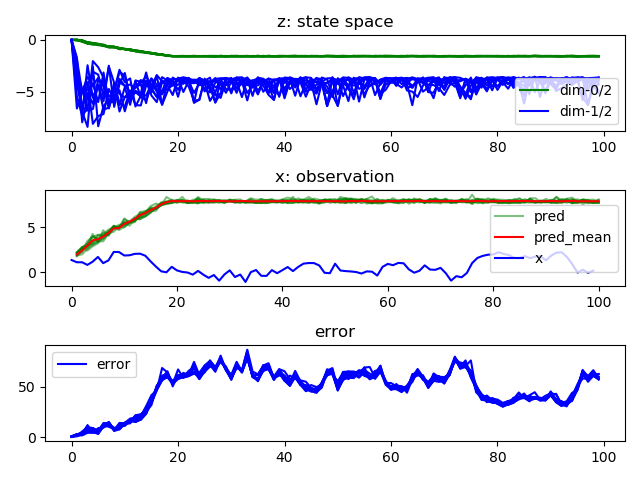 z: state space
0
−5
dim-0/2
dim-1/2
0 20 40 60 80 100
x: observation
5
0
pred
pred_mean
x
0 20 40 60 80 100
error
50
0
error
0 20 40 60 80 100